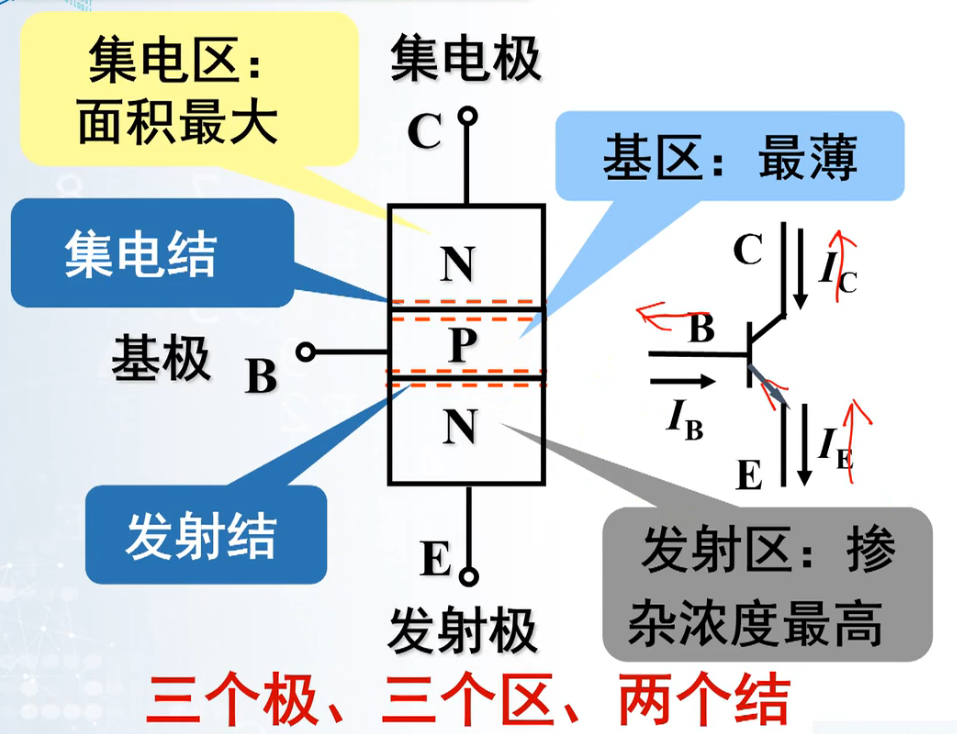 集电区：
面积最大
集电极
C
基区：最薄
集电结
N
C
I_C
基极
B
P
B
I_B
N
I_E
E
发射结
E
发射区：掺
杂浓度最高
发射极
三个极、三个区、两个结